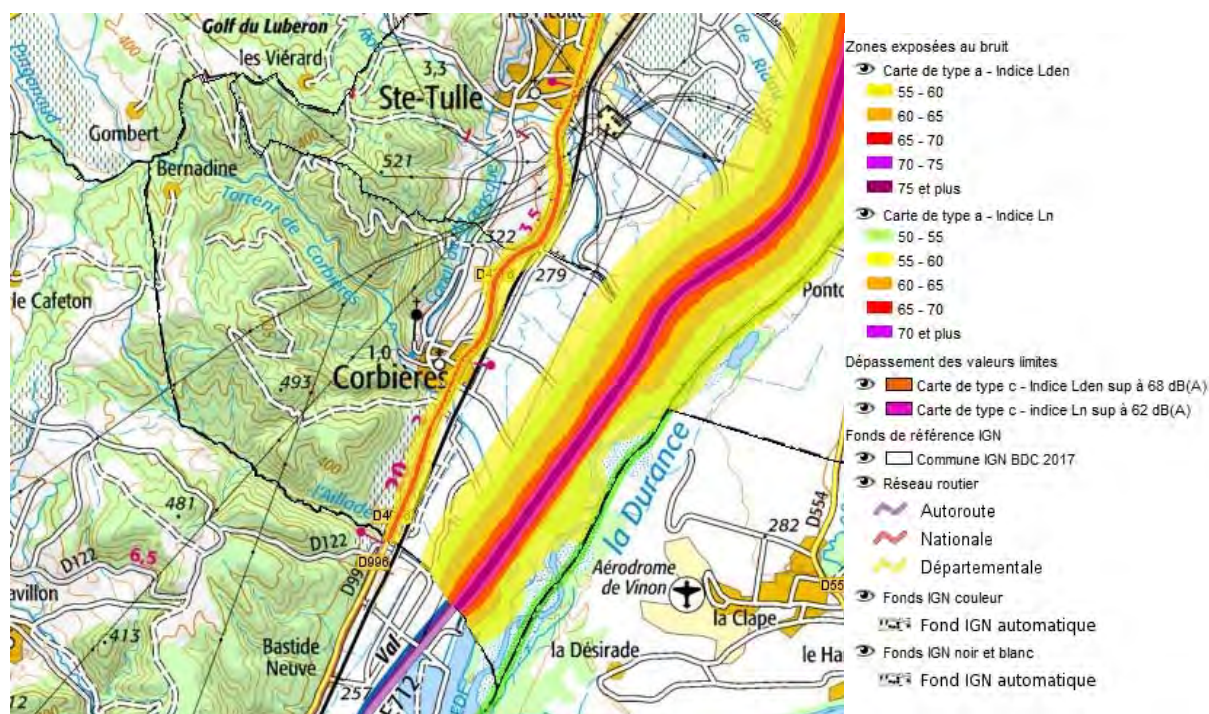 Golf du Luberon
les Viérard
3,3
400
400
Ste-Tulle
de
Gombert
Bernadine
521
Torrent de Corbières
3,5
322
279
le Cafeton
1,0
Corbières
493
400
la Durance
l'Aillade
481
D122
D122
6,5
D996
282
D554
Aérodrome
de Vinon
la Clape
413
Bastide
Neuve
Val
la Désirade
257
Zones exposées au bruit
Carte de type a - Indice Lden
55 - 60
60 - 65
65 - 70
70 - 75
75 et plus
Carte de type a - Indice Ln
50 - 55
55 - 60
60 - 65
65 - 70
70 et plus
Dépassement des valeurs limites
Carte de type c - Indice Lden sup à 68 dB(A)
Carte de type c - indice Ln sup à 62 dB(A)
Fonds de référence IGN
Commune IGN BDC 2017
Réseau routier
Autoroute
Nationale
Départementale
Fonds IGN couleur
Fond IGN automatique
Fonds IGN noir et blanc
Fond IGN automatique